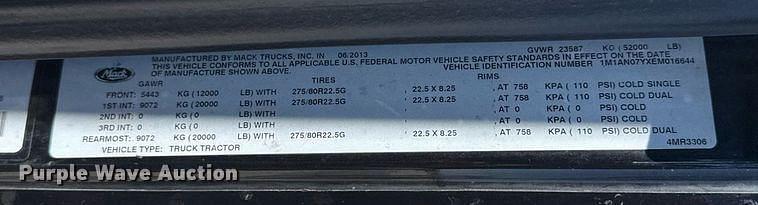 MANUFACTURED BY MACK TRUCKS, INC. IN 06/2013 GVWR 23587 KG (52000 LB)
THIS VEHICLE CONFORMS TO ALL APPLICABLE U.S. FEDERAL MOTOR VEHICLE SAFETY STANDARDS IN EFFECT ON THE DATE
OF MANUFACTURE SHOWN ABOVE. VEHICLE IDENTIFICATION NUMBER 1M1AN07YXEM016644
Mack
GAWR TIRES RIMS
FRONT: 5443 KG (12000 LB) WITH 275/80R22.5G , 22.5 X 8.25 , AT 758 KPA ( 110 PSI) COLD SINGLE
1ST INT: 9072 KG (20000 LB) WITH 275/80R22.5G , 22.5 X 8.25 , AT 758 KPA ( 110 PSI) COLD DUAL
2ND INT: 0 KG (0 LB) WITH , , AT 0 KPA ( 0 PSI) COLD
3RD INT: 0 KG (0 LB) WITH , , AT 0 KPA ( 0 PSI) COLD
REARMOST: 9072 KG (20000 LB) WITH 275/80R22.5G , 22.5 X 8.25 , AT 758 KPA ( 110 PSI) COLD DUAL
VEHICLE TYPE: TRUCK TRACTOR 4MR3306
Purple Wave Auction